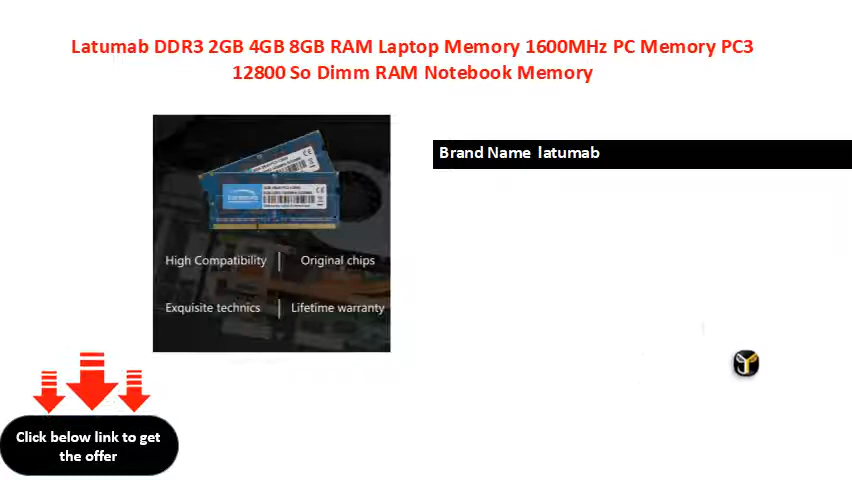 Latumab DDR3 2GB 4GB 8GB RAM Laptop Memory 1600MHz PC Memory PC3
12800 So Dimm RAM Notebook Memory
Brand Name latumab
High Compatibility
Original chips
Exquisite technics
Lifetime warranty
Click below link to get
the offer